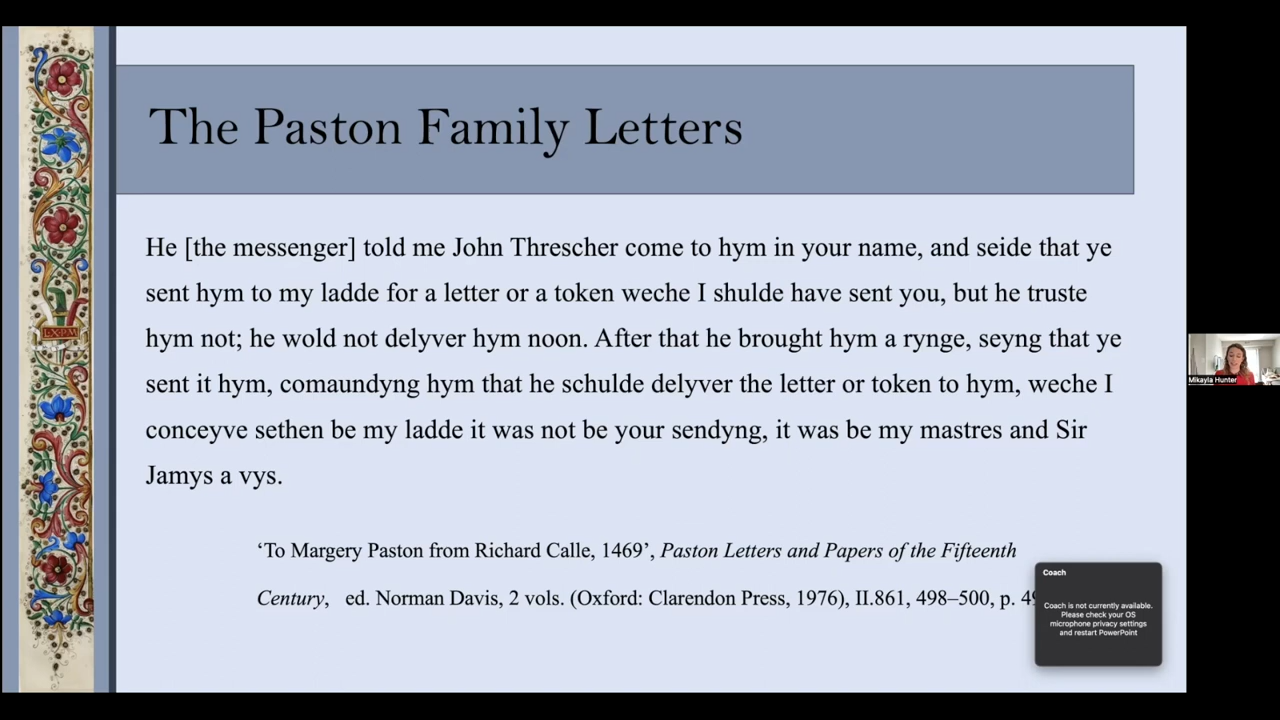 The Paston Family Letters
He [the messenger] told me John Threscher come to hym in your name, and seide that ye
sent hym to my ladde for a letter or a token weche I shulde have sent you, but he truste
hym not; he wold not delyver hym noon. After that he brought hym a rynge, seyng that ye
sent it hym, comaundyng hym that he schulde delyver the letter or token to hym, weche I
conceyve sethen be my ladde it was not be your sendyng, it was be my mastres and Sir
Jamys a vys.
‘To Margery Paston from Richard Calle, 1469’, Paston Letters and Papers of the Fifteenth
Century, ed. Norman Davis, 2 vols. (Oxford: Clarendon Press, 1976), II.861, 498–500, p.
Coach
Coach is not currently available.
Please check your OS
microphone privacy settings
and restart PowerPoint
Mikayla Hunter